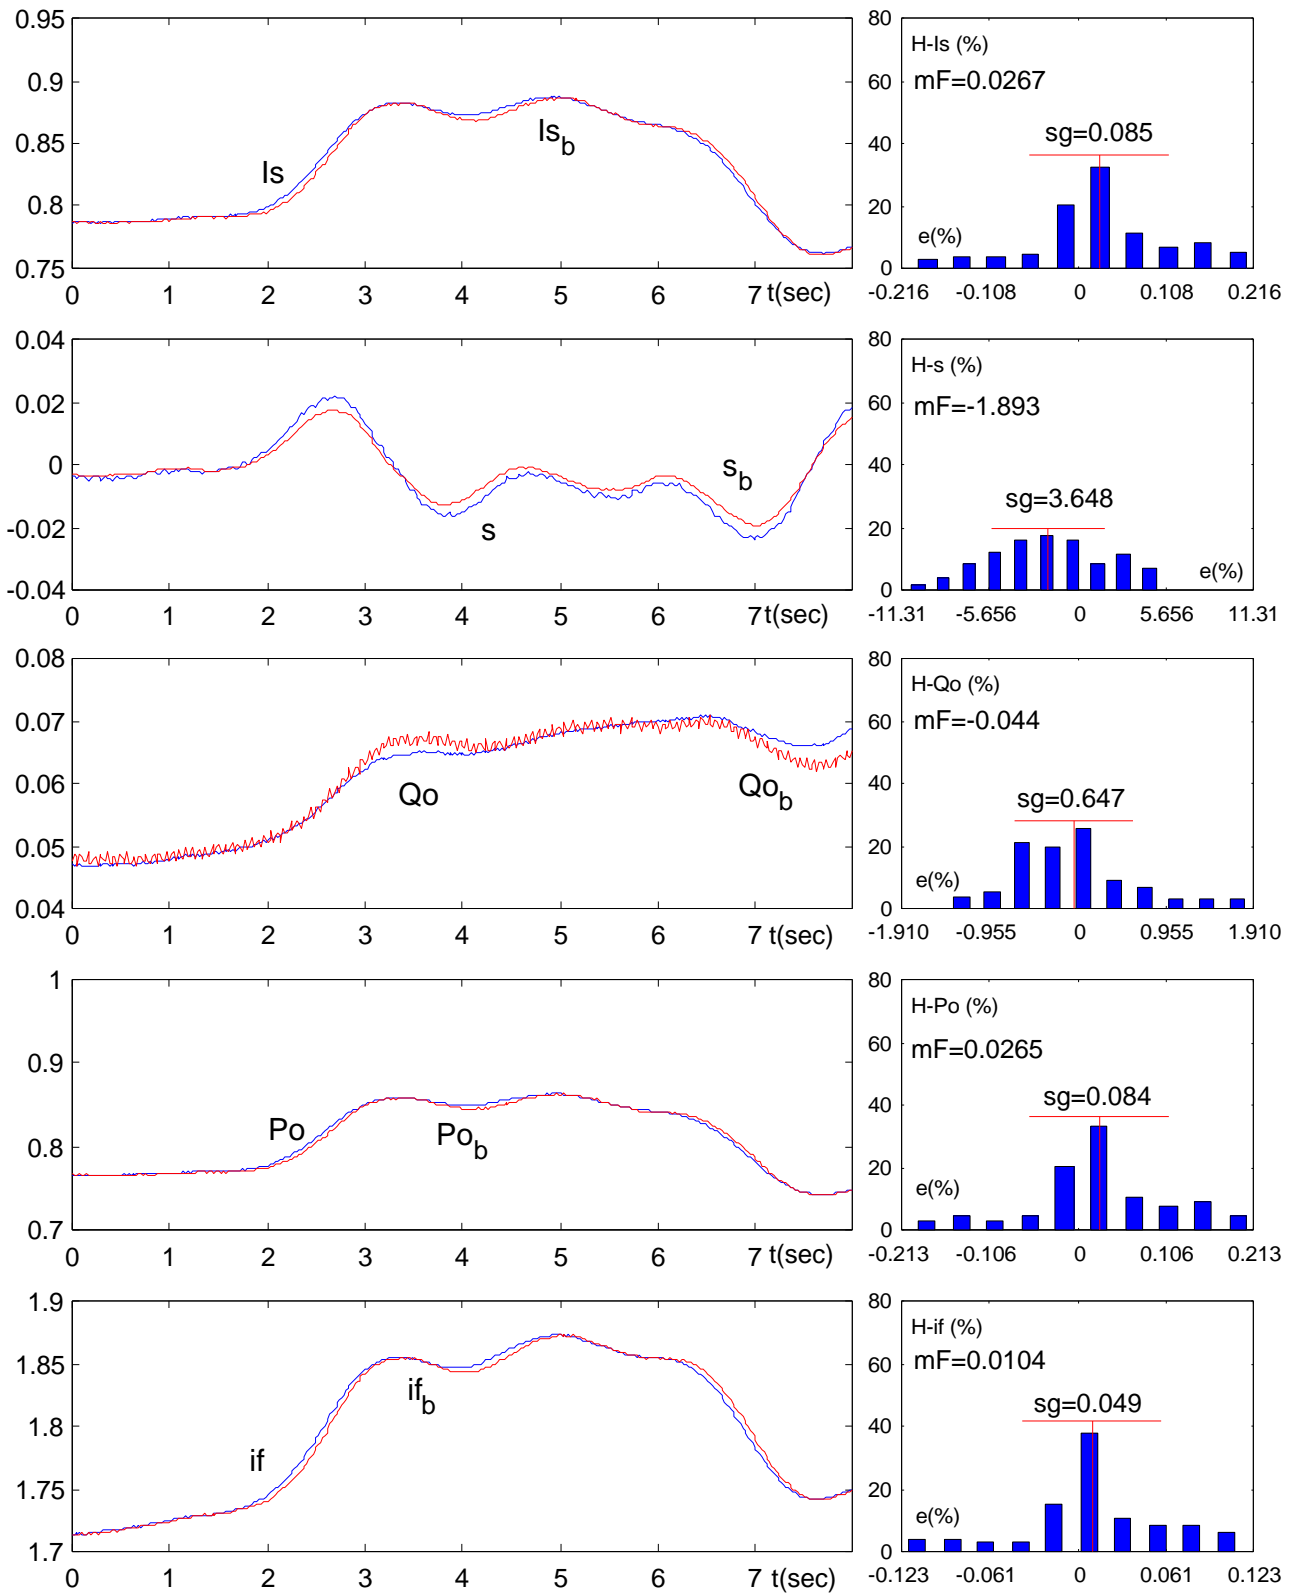 0.95
0.9
0.85
0.8
0.75
Is
Is_b
0 1 2 3 4 5 6 7 t(sec)
80
60
40
20
0
H-Is (%)
mF=0.0267
sg=0.085
e(%)
-0.216 -0.108 0 0.108 0.216
0.04
0.02
0
-0.02
-0.04
s
s_b
0 1 2 3 4 5 6 7 t(sec)
80
60
40
20
0
H-s (%)
mF=-1.893
sg=3.648
e(%)
-11.31 -5.656 0 5.656 11.31
0.08
0.07
0.06
0.05
0.04
Qo
Qo_b
0 1 2 3 4 5 6 7 t(sec)
80
60
40
20
0
H-Qo (%)
mF=-0.044
sg=0.647
e(%)
-1.910 -0.955 0 0.955 1.910
1
0.9
0.8
0.7
Po
Po_b
0 1 2 3 4 5 6 7 t(sec)
80
60
40
20
0
H-Po (%)
mF=0.0265
sg=0.084
e(%)
-0.213 -0.106 0 0.106 0.213
1.9
1.85
1.8
1.75
1.7
if
if_b
0 1 2 3 4 5 6 7 t(sec)
80
60
40
20
0
H-if (%)
mF=0.0104
sg=0.049
e(%)
-0.123 -0.061 0 0.061 0.123